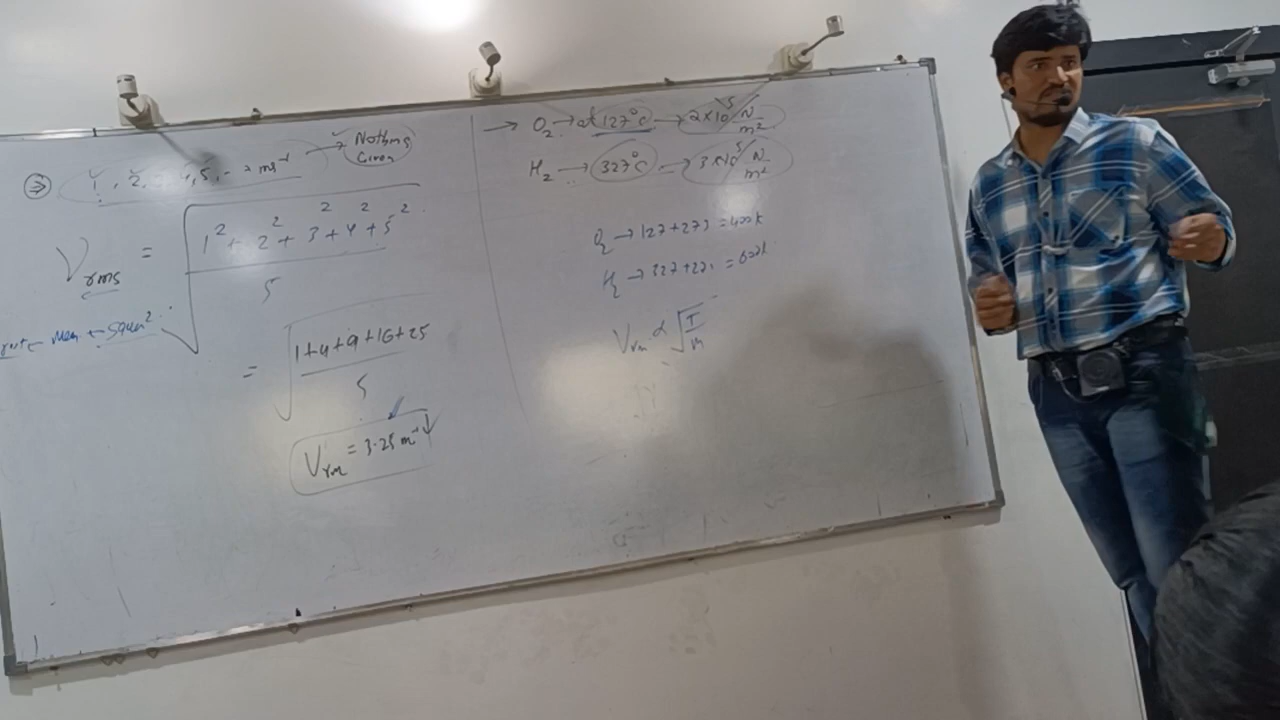 ⇒ 1, 2, , 4, 5, - - ms⁻¹ → Nothing Given
Vrms = √(1² + 2² + 3² + 4² + 5² / 5)
root ← Mean ←
= √(1+4+9+16+25 / 5)
Vrm = 3.25 m⁻¹
→ O₂ → at 127°C → 2×10⁵ N/m²
H₂ → 327°C → 3×10⁵ N/m²
O₂ → 127+273 = 400k
H₂ → 327+273 = 600k
Vrm ∝ √(T/m)